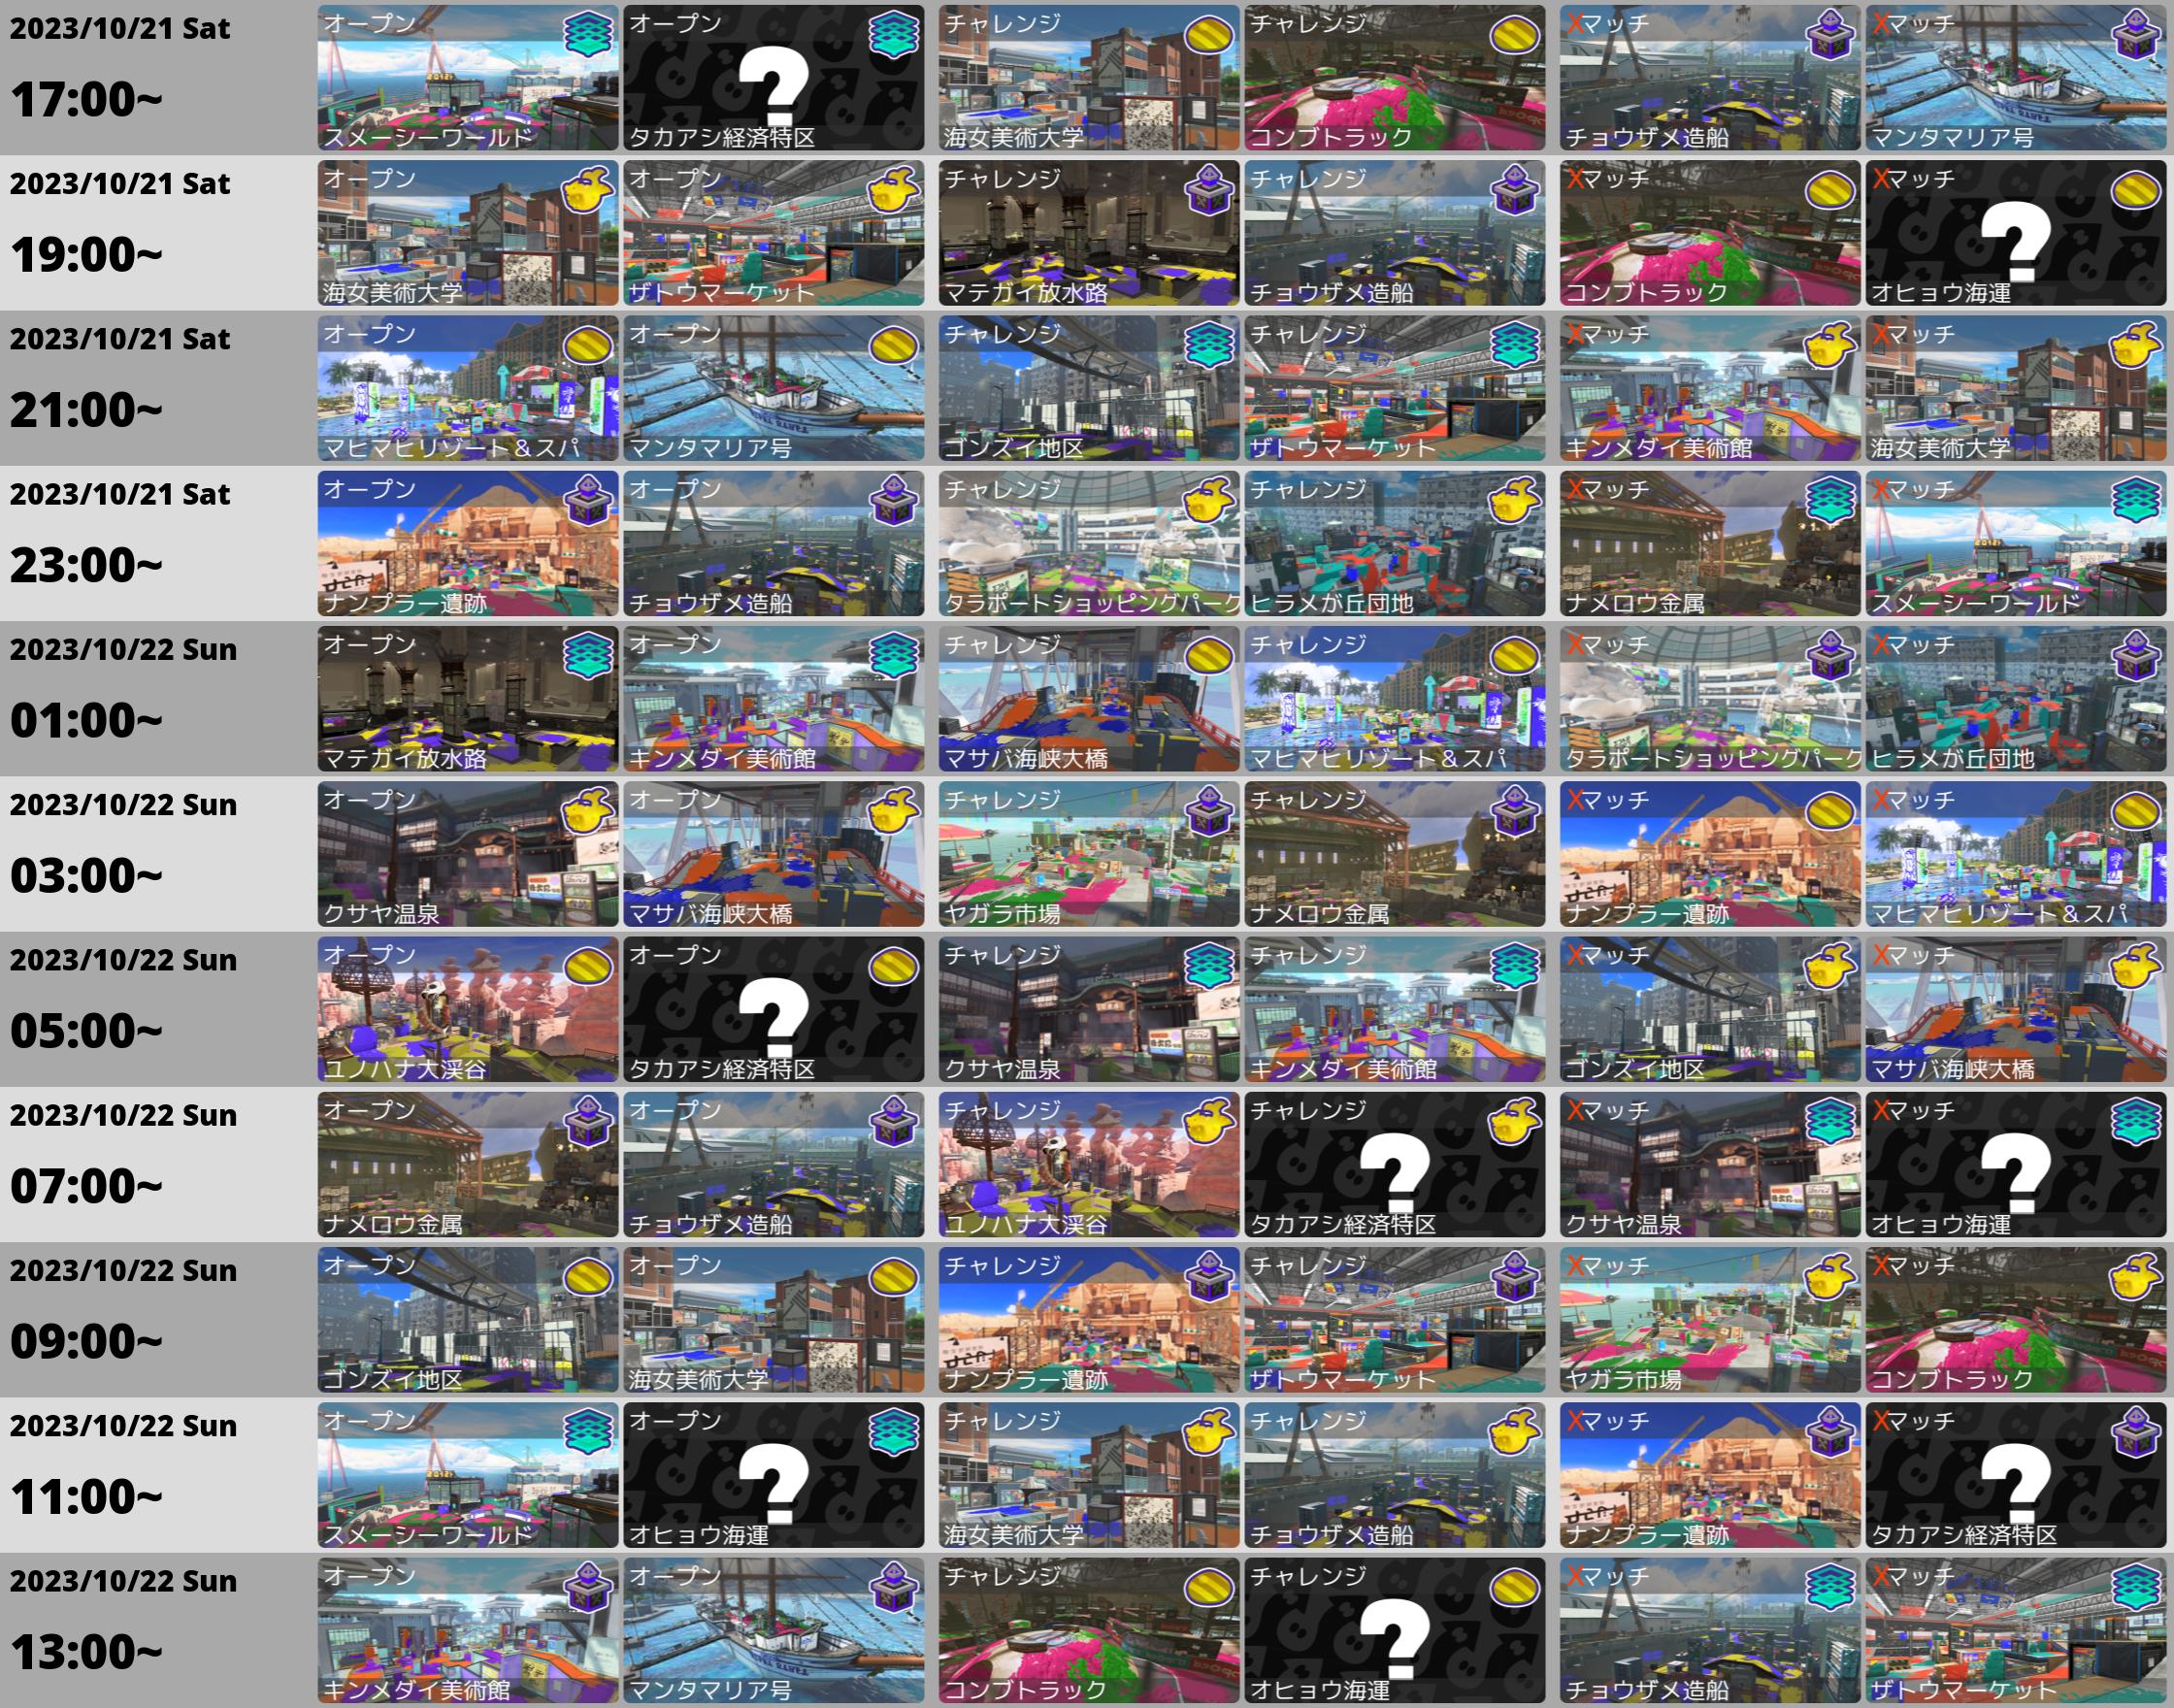 2023/10/21 Sat
17:00~
オープン
スメーシーワールド
オープン
タカアシ経済特区
チャレンジ
海女美術大学
チャレンジ
コンブトラック
Xマッチ
チョウザメ造船
Xマッチ
マンタマリア号
2023/10/21 Sat
19:00~
オープン
海女美術大学
オープン
ザトウマーケット
チャレンジ
マテガイ放水路
チャレンジ
チョウザメ造船
Xマッチ
コンブトラック
Xマッチ
オヒョウ海運
2023/10/21 Sat
21:00~
オープン
マヒマヒリゾート＆スパ
オープン
マンタマリア号
チャレンジ
ゴンズイ地区
チャレンジ
ザトウマーケット
Xマッチ
キンメダイ美術館
Xマッチ
海女美術大学
2023/10/21 Sat
23:00~
オープン
ナンプラー遺跡
オープン
チョウザメ造船
チャレンジ
タラポートショッピングパーク
チャレンジ
ヒラメが丘団地
Xマッチ
ナメロウ金属
Xマッチ
スメーシーワールド
2023/10/22 Sun
01:00~
オープン
マテガイ放水路
オープン
キンメダイ美術館
チャレンジ
マサバ海峡大橋
チャレンジ
マヒマヒリゾート＆スパ
Xマッチ
タラポートショッピングパーク
Xマッチ
ヒラメが丘団地
2023/10/22 Sun
03:00~
オープン
クサヤ温泉
オープン
マサバ海峡大橋
チャレンジ
ヤガラ市場
チャレンジ
ナメロウ金属
Xマッチ
ナンプラー遺跡
Xマッチ
マヒマヒリゾート＆スパ
2023/10/22 Sun
05:00~
オープン
ユノハナ大渓谷
オープン
タカアシ経済特区
チャレンジ
クサヤ温泉
チャレンジ
キンメダイ美術館
Xマッチ
ゴンズイ地区
Xマッチ
マサバ海峡大橋
2023/10/22 Sun
07:00~
オープン
ナメロウ金属
オープン
チョウザメ造船
チャレンジ
ユノハナ大渓谷
チャレンジ
タカアシ経済特区
Xマッチ
クサヤ温泉
Xマッチ
オヒョウ海運
2023/10/22 Sun
09:00~
オープン
ゴンズイ地区
オープン
海女美術大学
チャレンジ
ナンプラー遺跡
チャレンジ
ザトウマーケット
Xマッチ
ヤガラ市場
Xマッチ
コンブトラック
2023/10/22 Sun
11:00~
オープン
スメーシーワールド
オープン
オヒョウ海運
チャレンジ
海女美術大学
チャレンジ
チョウザメ造船
Xマッチ
ナンプラー遺跡
Xマッチ
タカアシ経済特区
2023/10/22 Sun
13:00~
オープン
キンメダイ美術館
オープン
マンタマリア号
チャレンジ
コンブトラック
チャレンジ
オヒョウ海運
Xマッチ
チョウザメ造船
Xマッチ
ザトウマーケット